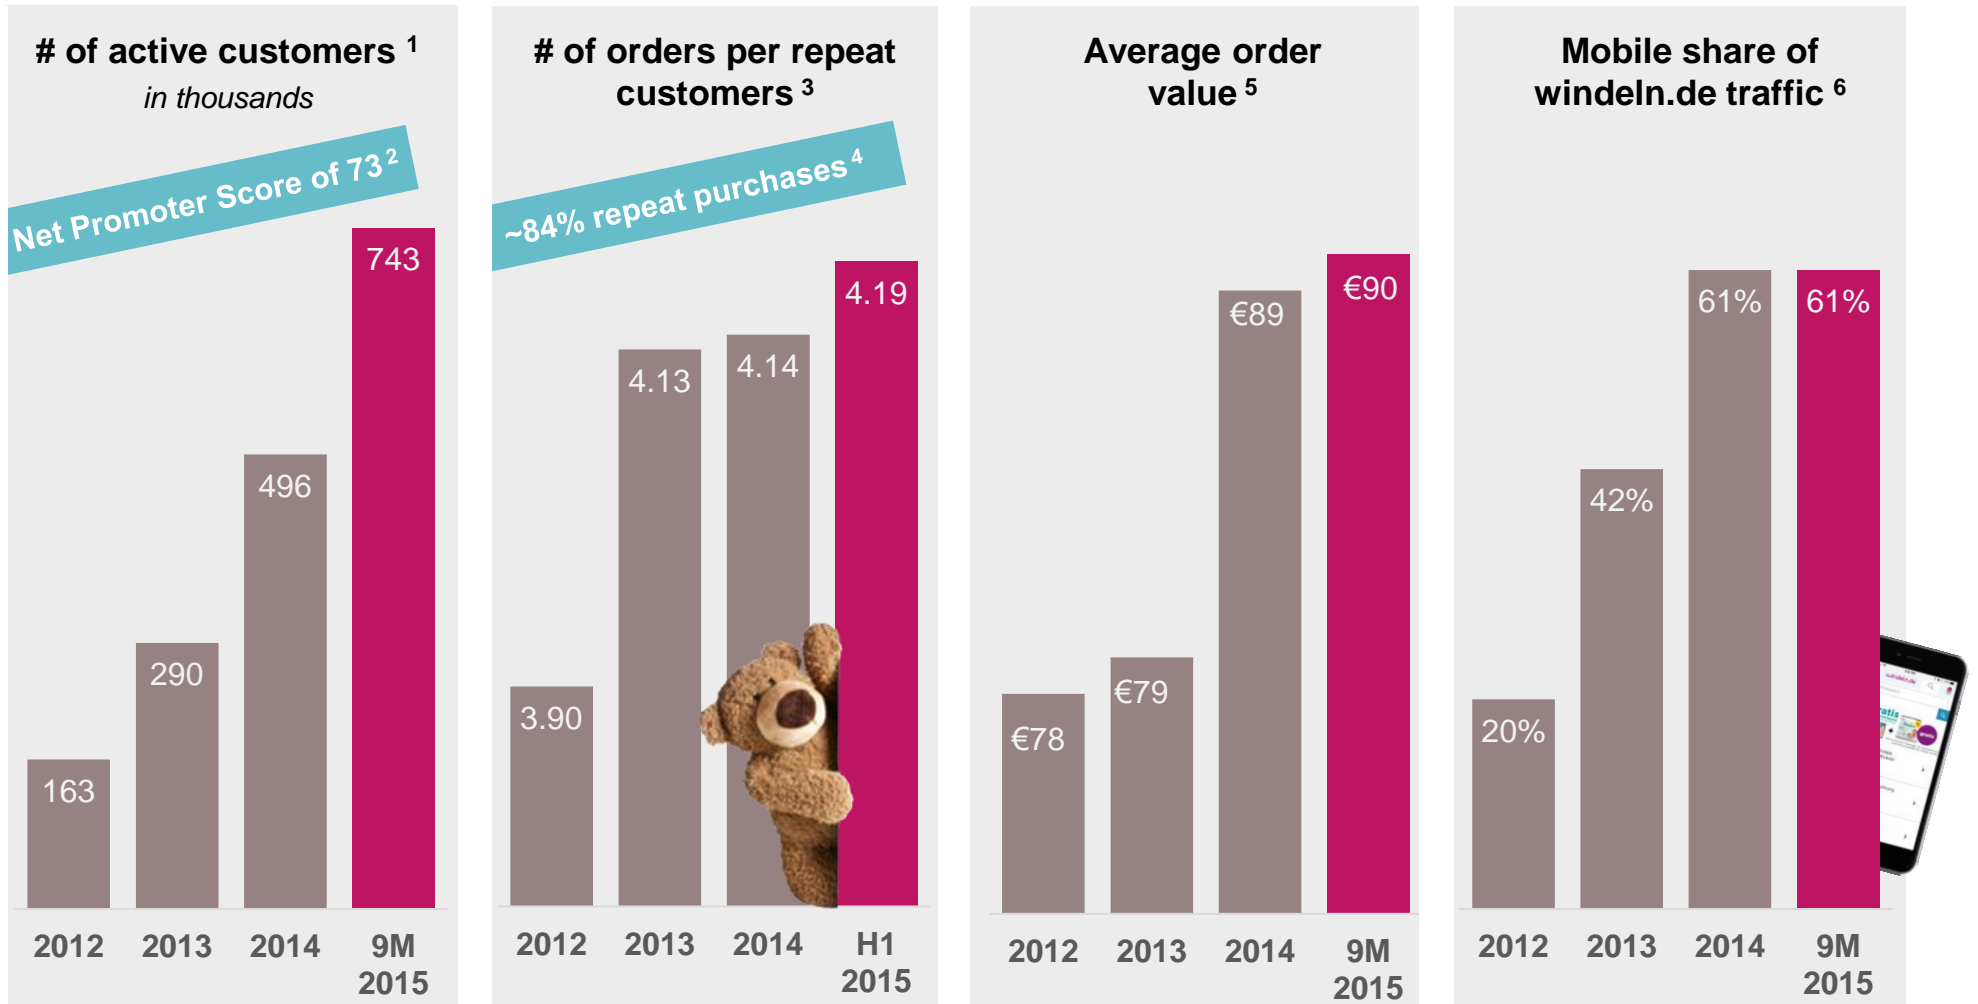 # of active customers 1
in thousands
Net Promoter Score of 73 2
743
496
290
163
2012
2013
2014
9M
2015
# of orders per repeat
customers 3
~84% repeat purchases 4
4.19
4.14
4.13
3.90
2012
2013
2014
H1
2015
Average order
value 5
€90
€89
€79
€78
2012
2013
2014
9M
2015
Mobile share of
windeln.de traffic 6
61%
61%
42%
20%
2012
2013
2014
9M
2015
windeln.de
gratis